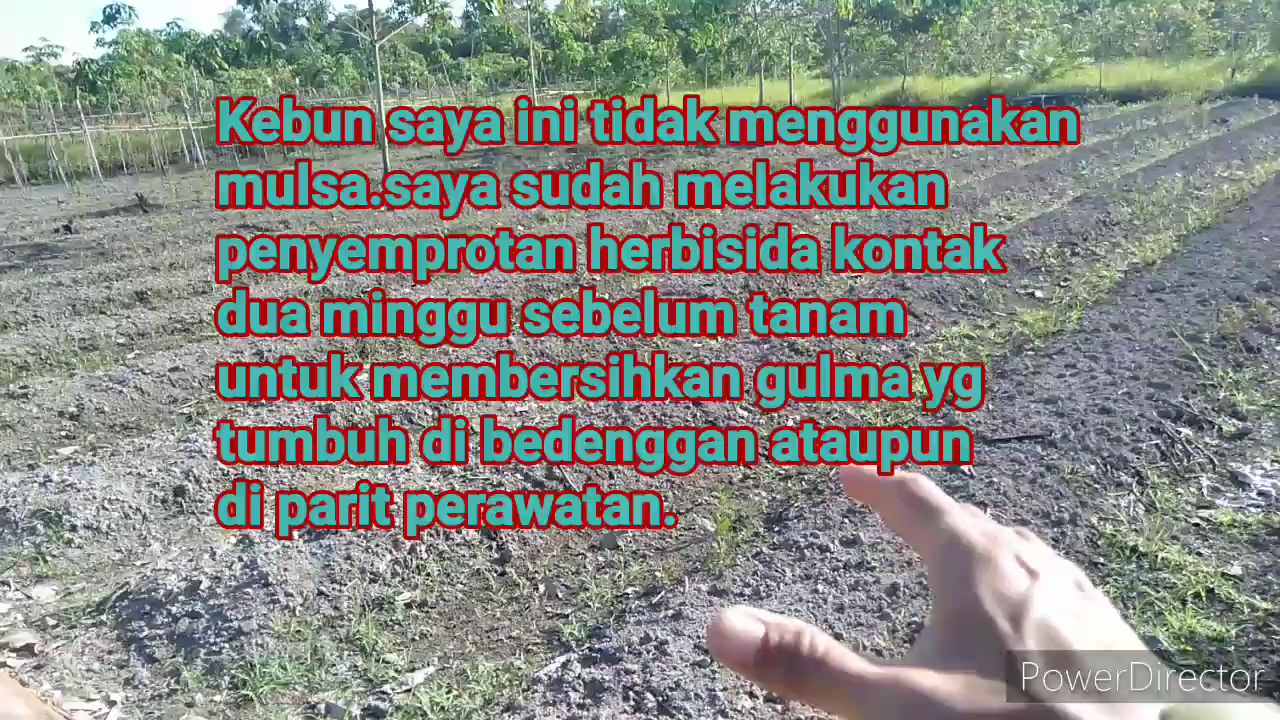 Kebun saya ini tidak menggunakan
mulsa.saya sudah melakukan
penyemprotan herbisida kontak
dua minggu sebelum tanam
untuk membersihkan gulma yg
tumbuh di bedenggan ataupun
di parit perawatan.
PowerDirector